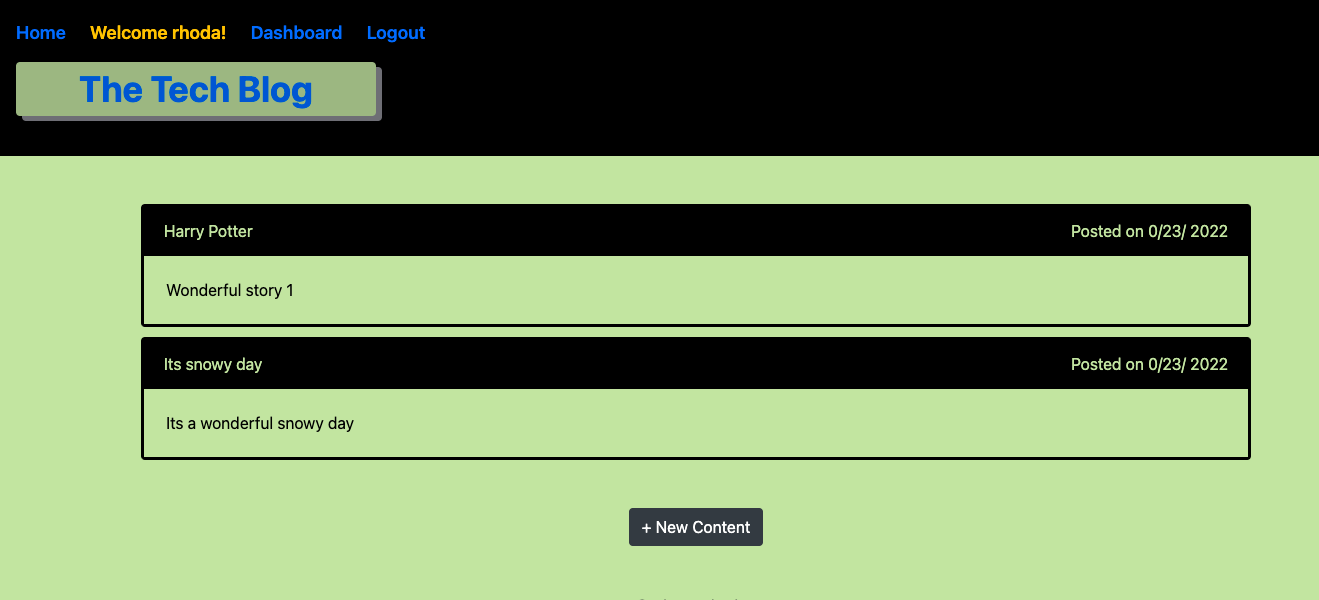 Home Welcome rhoda! Dashboard Logout
The Tech Blog
Harry Potter Posted on 0/23/ 2022
Wonderful story 1
Its snowy day Posted on 0/23/ 2022
Its a wonderful snowy day
+ New Content